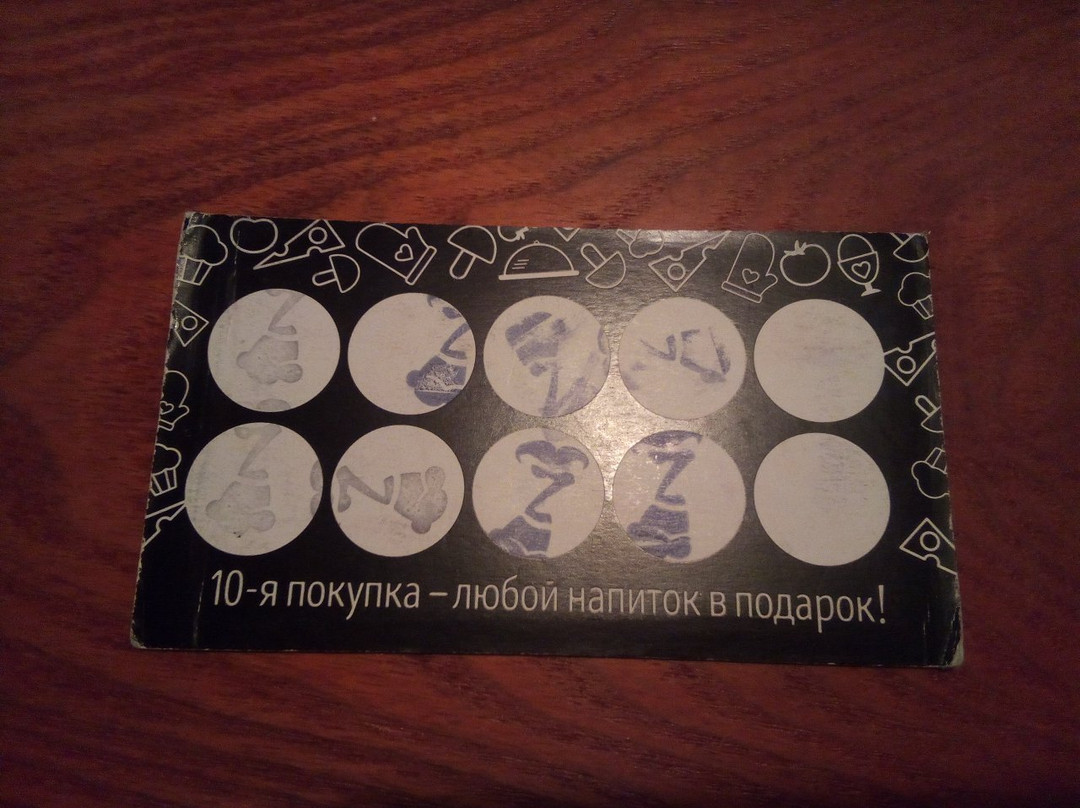 10-я покупка – любой напиток в подарок!